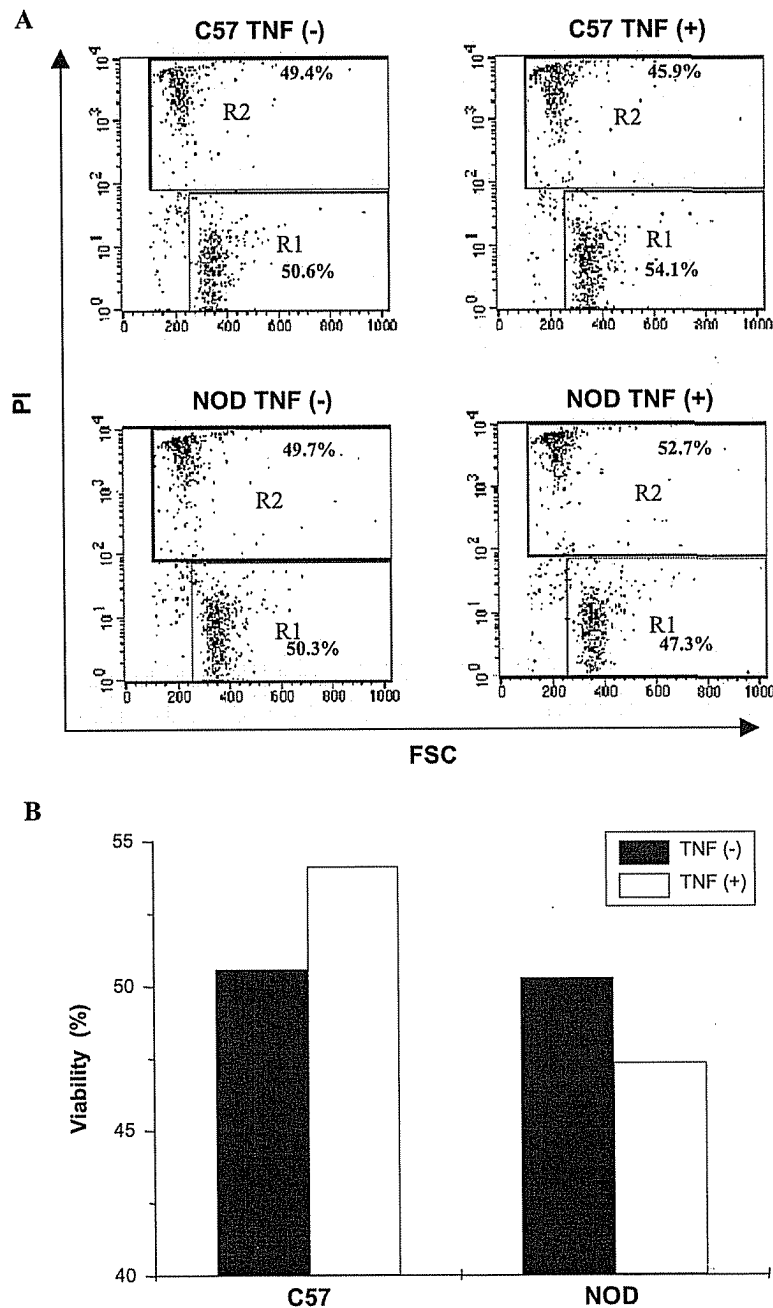 A
C57 TNF (-)
C57 TNF (+)
10^4
10^3
10^2
10^1
10^0
49.4%
R2
R1
50.6%
0 200 400 600 800 1000
10^4
10^3
10^2
10^1
10^0
45.9%
R2
R1
54.1%
0 200 400 600 800 1000
PI
NOD TNF (-)
NOD TNF (+)
10^4
10^3
10^2
10^1
10^0
49.7%
R2
R1
50.3%
0 200 400 600 800 1000
10^4
10^3
10^2
10^1
10^0
52.7%
R2
R1
47.3%
0 200 400 600 800 1000
FSC
B
55
50
45
40
Viability (%)
TNF (-)
TNF (+)
C57
NOD